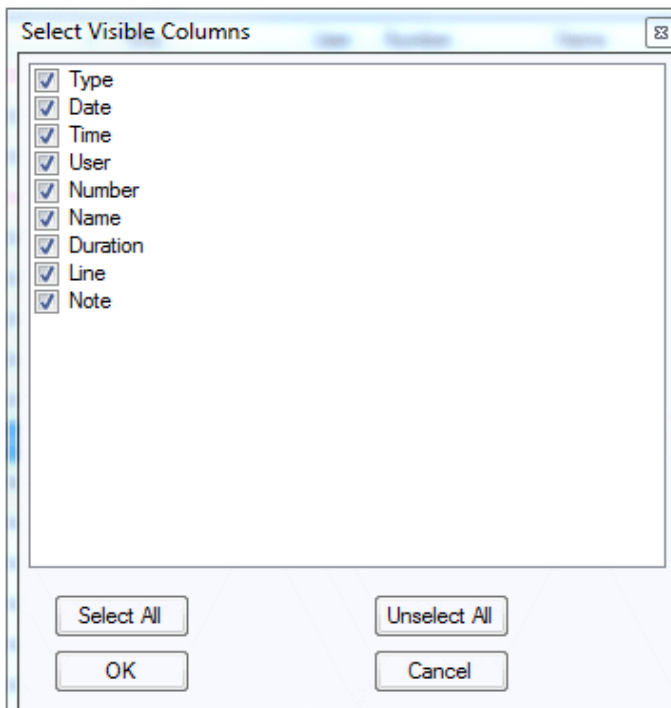 Select Visible Columns
Type
Date
Time
User
Number
Name
Duration
Line
Note
Select All
Unselect All
OK
Cancel